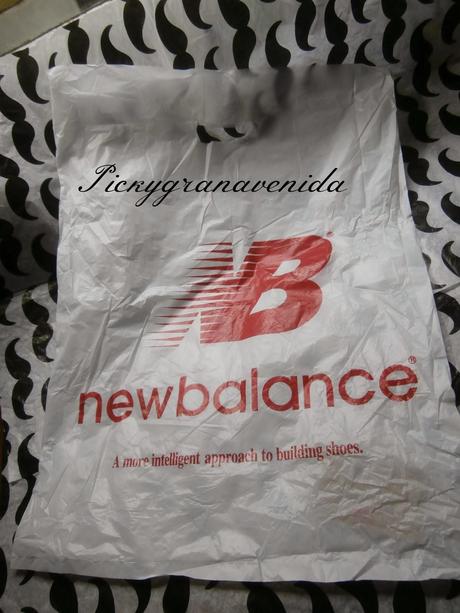 Pickygranavenida
NB
newbalance®
A more intelligent approach to building shoes.